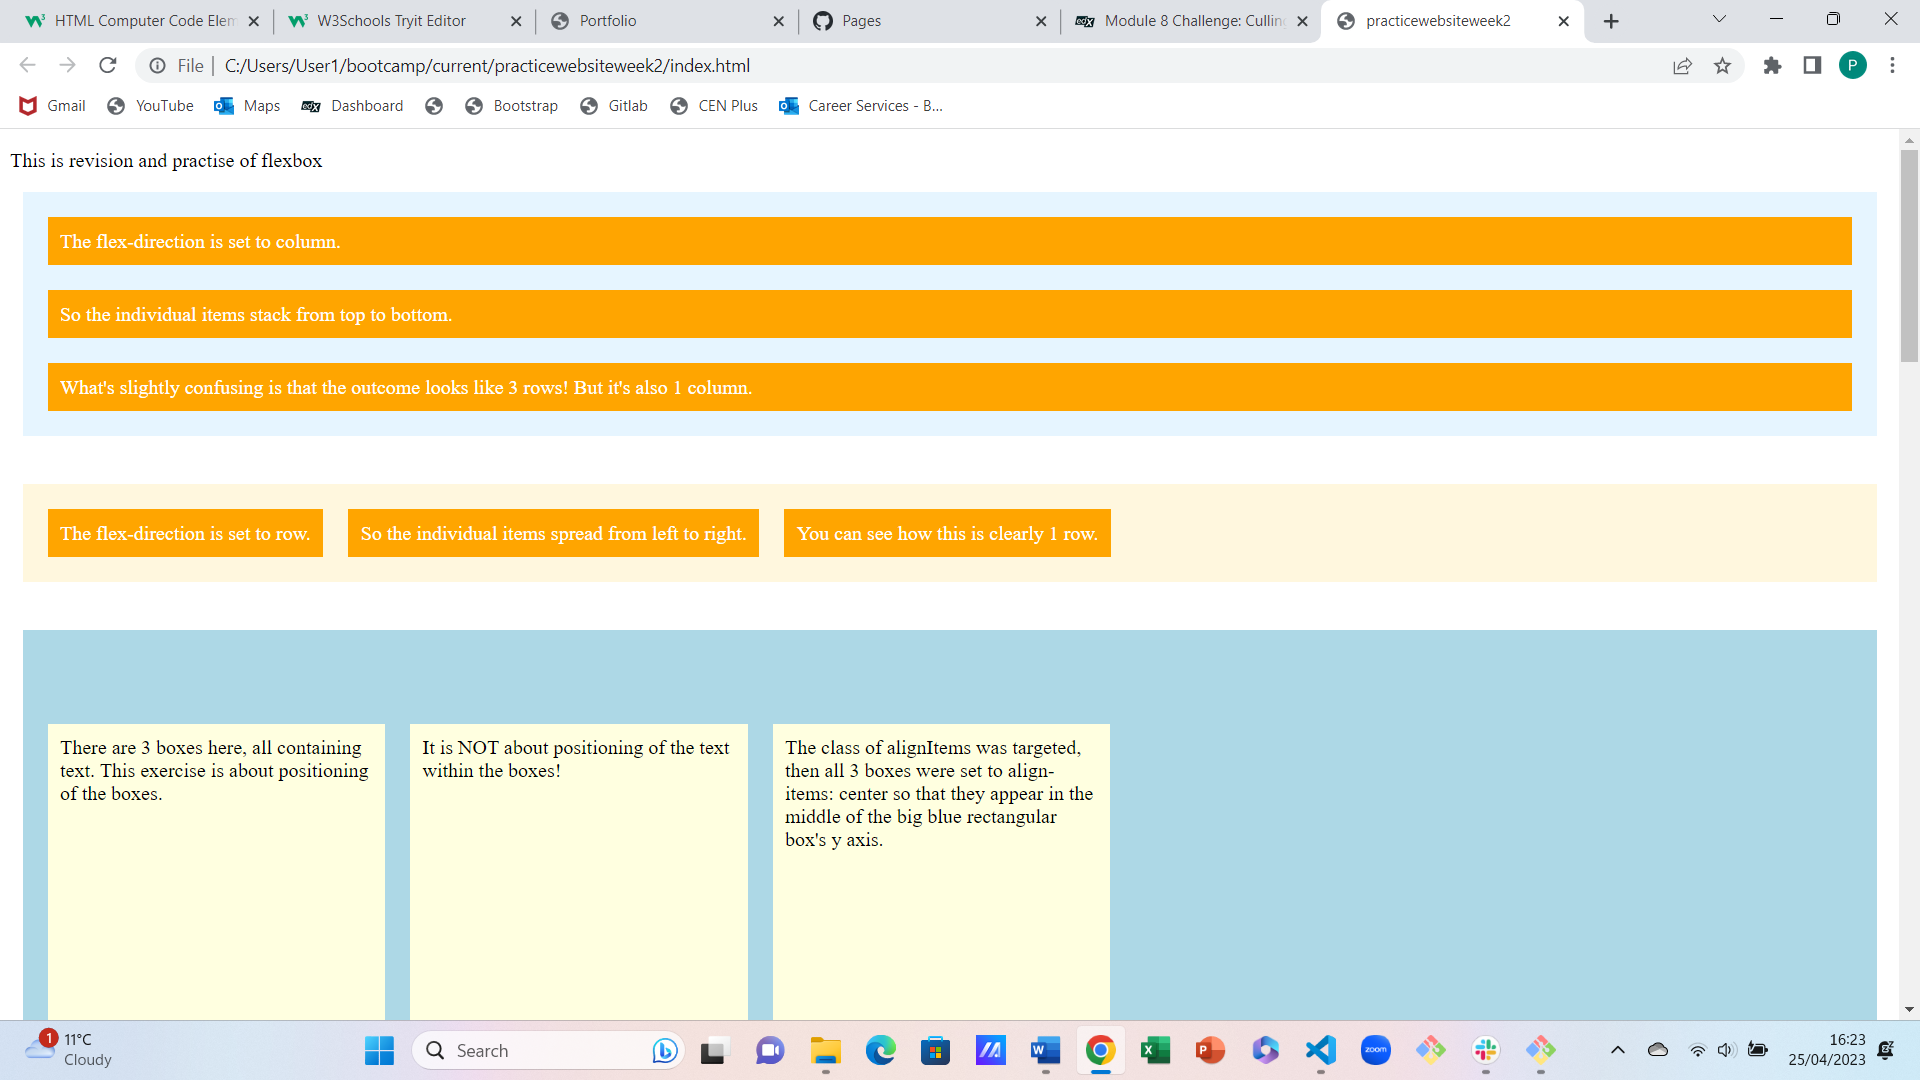 HTML Computer Code Elem
W3Schools Tryit Editor
Portfolio
Pages
Module 8 Challenge: Culling
practicewebsiteweek2
File
C:/Users/User1/bootcamp/current/practicewebsiteweek2/index.html
P
Gmail
YouTube
Maps
edX
Dashboard
Bootstrap
Gitlab
CEN Plus
Career Services - B...
This is revision and practise of flexbox
The flex-direction is set to column.
So the individual items stack from top to bottom.
What's slightly confusing is that the outcome looks like 3 rows! But it's also 1 column.
The flex-direction is set to row.
So the individual items spread from left to right.
You can see how this is clearly 1 row.
There are 3 boxes here, all containing
text. This exercise is about positioning
of the boxes.
It is NOT about positioning of the text
within the boxes!
The class of alignItems was targeted,
then all 3 boxes were set to align-
items: center so that they appear in the
middle of the big blue rectangular
box's y axis.
1
11°C
Cloudy
Search
zoom
16:23
25/04/2023